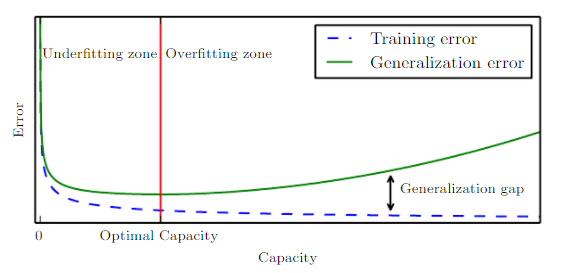 Training error
Underfitting zone Overfitting zone
Generalization error
Error
Generalization gap
0 Optimal Capacity
Capacity